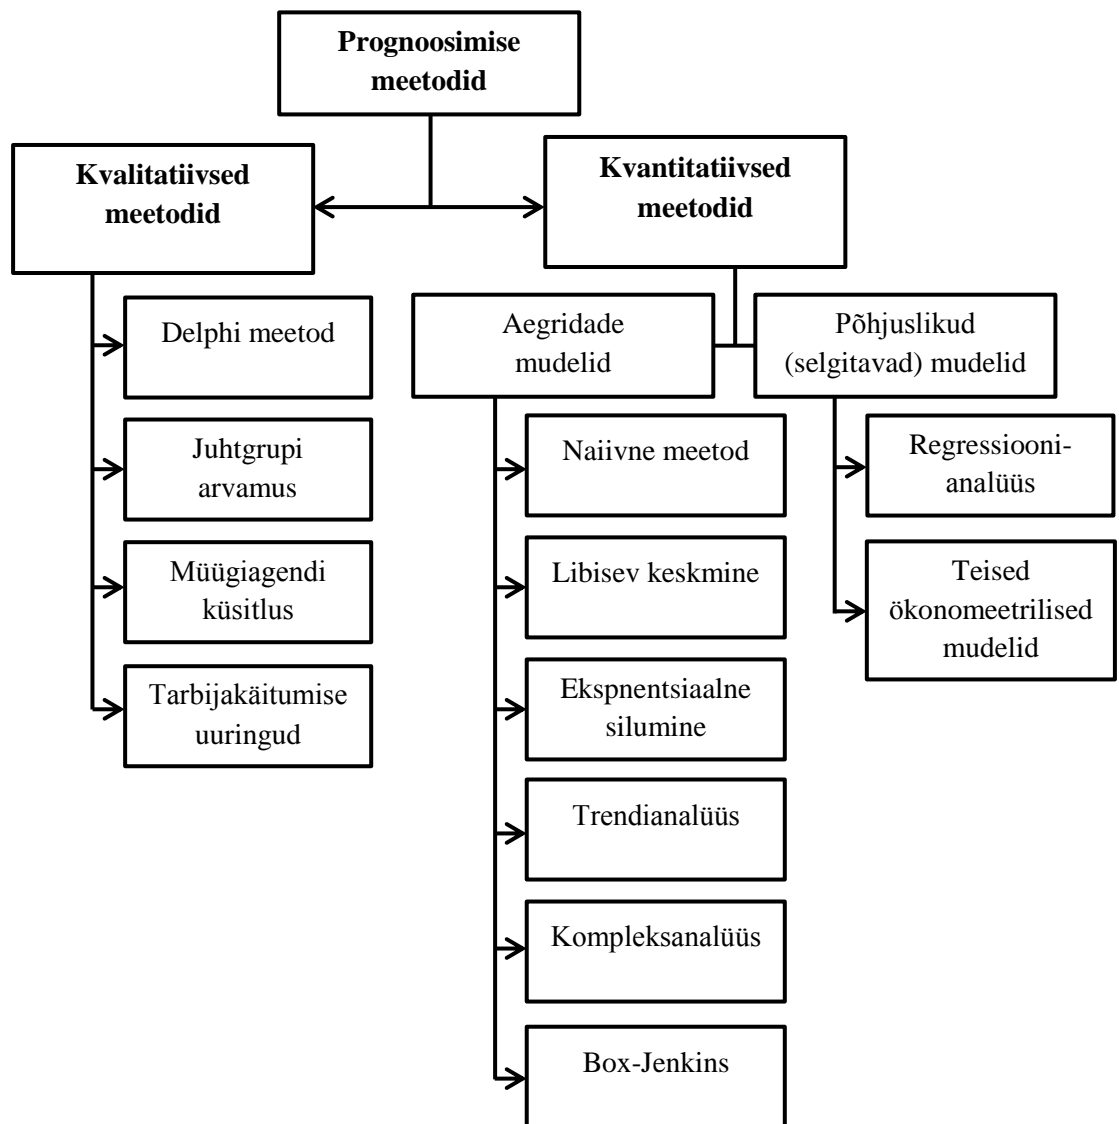 Prognoosimise
meetodid
Kvalitatiivsed
meetodid
Kvantitatiivsed
meetodid
Delphi meetod
Juhtgrupi
arvamus
Müügiagendi
küsitlus
Tarbijakäitumise
uuringud
Aegridade
mudelid
Naiivne meetod
Libisev keskmine
Ekspnentsiaalne
silumine
Trendianalüüs
Kompleksanalüüs
Box-Jenkins
Põhjuslikud
(selgitavad) mudelid
Regressiooni-
analüüs
Teised
ökonomeetrilised
mudelid